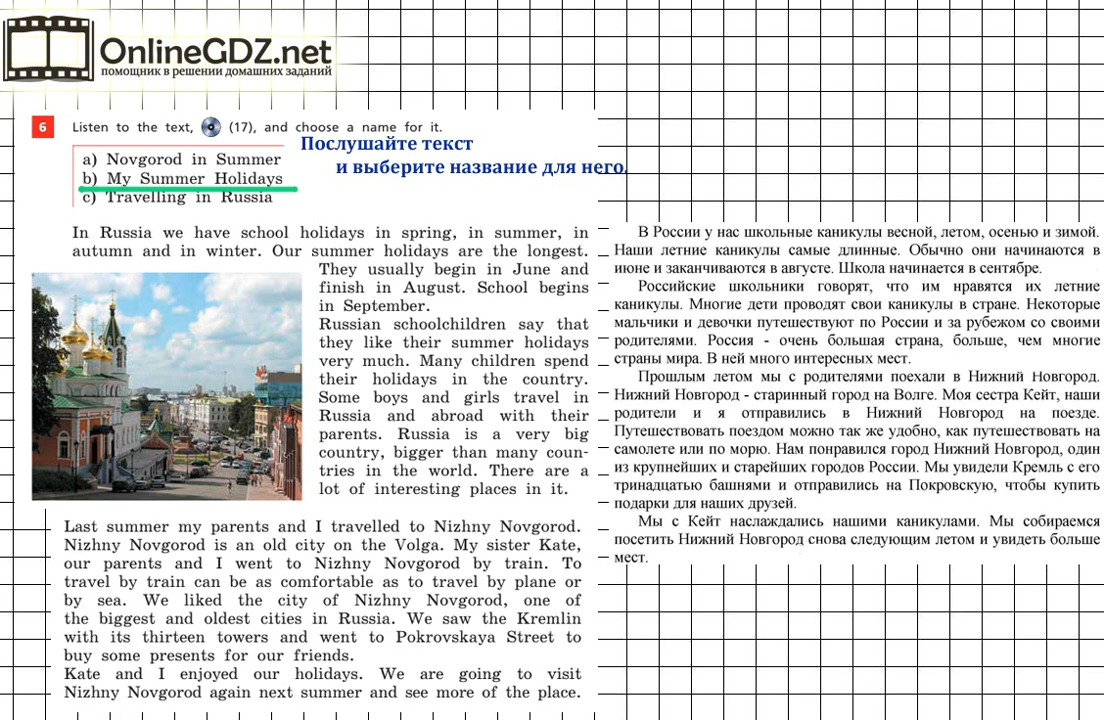 OnlineGDZ.net
помощник в решении домашних заданий
6 Listen to the text, (17), and choose a name for it.
Послушайте текст
и выберите название для него.
a) Novgorod in Summer
b) My Summer Holidays
c) Travelling in Russia
In Russia we have school holidays in spring, in summer, in
autumn and in winter. Our summer holidays are the longest.
They usually begin in June and
finish in August. School begins
in September.
Russian schoolchildren say that
they like their summer holidays
very much. Many children spend
their holidays in the country.
Some boys and girls travel in
Russia and abroad with their
parents. Russia is a very big
country, bigger than many coun-
tries in the world. There are a
lot of interesting places in it.
Last summer my parents and I travelled to Nizhny Novgorod.
Nizhny Novgorod is an old city on the Volga. My sister Kate,
our parents and I went to Nizhny Novgorod by train. To
travel by train can be as comfortable as to travel by plane or
by sea. We liked the city of Nizhny Novgorod, one of
the biggest and oldest cities in Russia. We saw the Kremlin
with its thirteen towers and went to Pokrovskaya Street to
buy some presents for our friends.
Kate and I enjoyed our holidays. We are going to visit
Nizhny Novgorod again next summer and see more of the place.
В России у нас школьные каникулы весной, летом, осенью и зимой.
Наши летние каникулы самые длинные. Обычно они начинаются в
июне и заканчиваются в августе. Школа начинается в сентябре.
Российские школьники говорят, что им нравятся их летние
каникулы. Многие дети проводят свои каникулы в стране. Некоторые
мальчики и девочки путешествуют по России и за рубежом со своими
родителями. Россия - очень большая страна, больше, чем многие
страны мира. В ней много интересных мест.
Прошлым летом мы с родителями поехали в Нижний Новгород.
Нижний Новгород - старинный город на Волге. Моя сестра Кейт, наши
родители и я отправились в Нижний Новгород на поезде.
Путешествовать поездом можно так же удобно, как путешествовать на
самолете или по морю. Нам понравился город Нижний Новгород, один
из крупнейших и старейших городов России. Мы увидели Кремль с его
тринадцатью башнями и отправились на Покровскую, чтобы купить
подарки для наших друзей.
Мы с Кейт наслаждались нашими каникулами. Мы собираемся
посетить Нижний Новгород снова следующим летом и увидеть больше
мест.